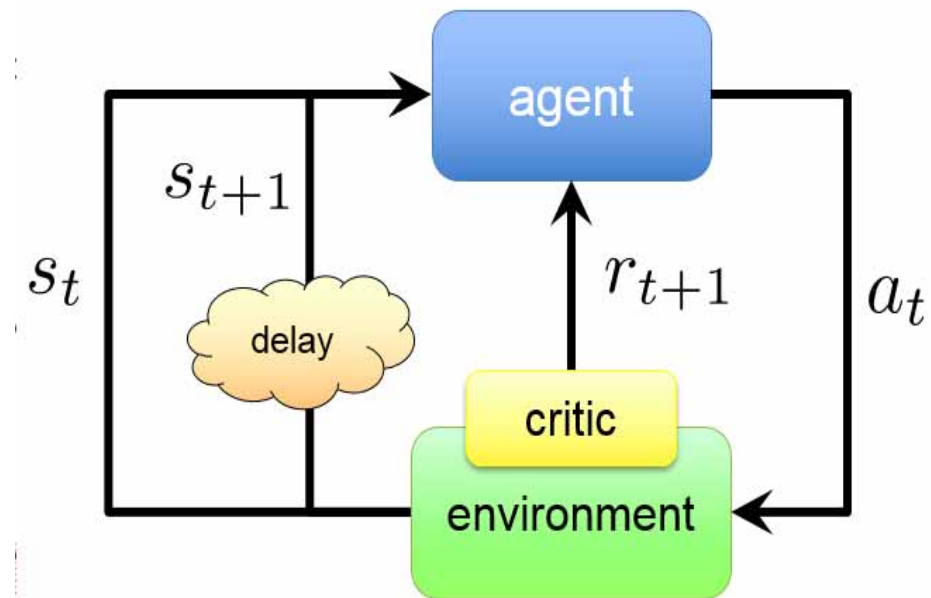 agent
s_{t+1}
s_t
r_{t+1}
a_t
delay
critic
environment